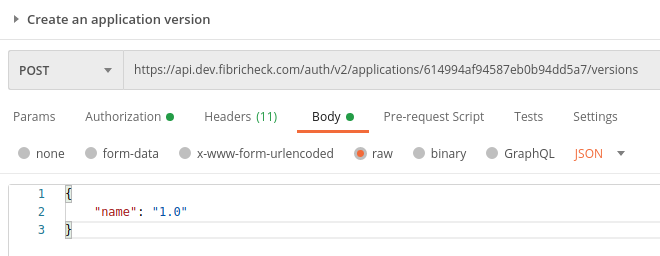 Create an application version
POST https://api.dev.fibricheck.com/auth/v2/applications/614994af94587eb0b94dd5a7/versions
Params Authorization Headers (11) Body Pre-request Script Tests Settings
none form-data x-www-form-urlencoded raw binary GraphQL JSON
1 {
2 "name": "1.0"
3 }